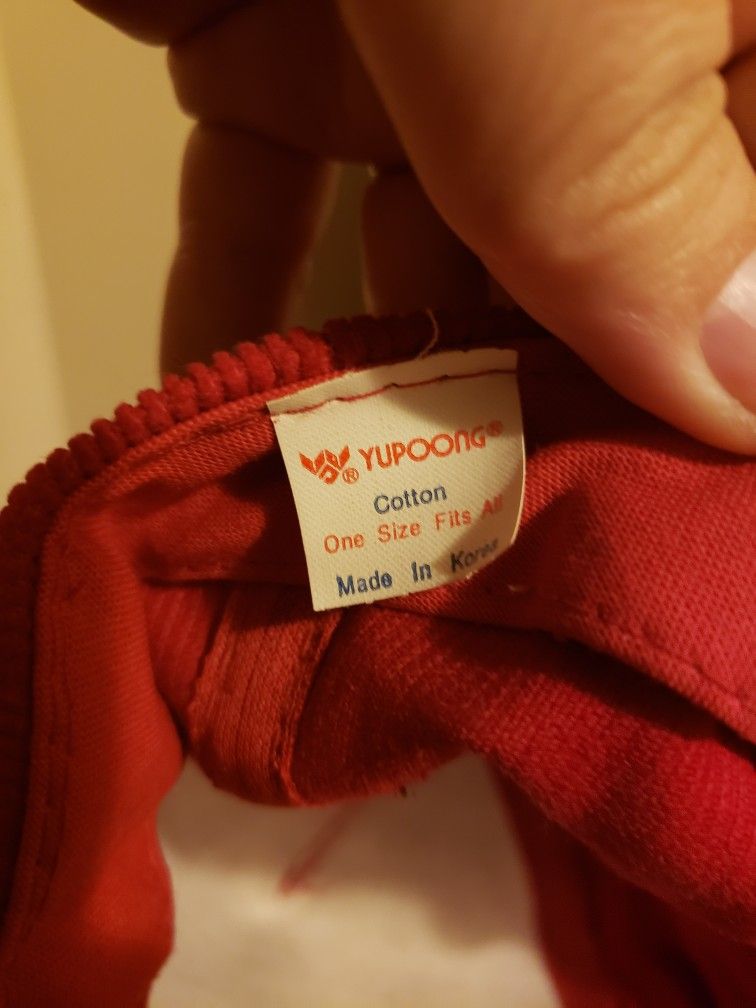 ® YUPOONG®
Cotton
One Size Fits All
Made In Korea